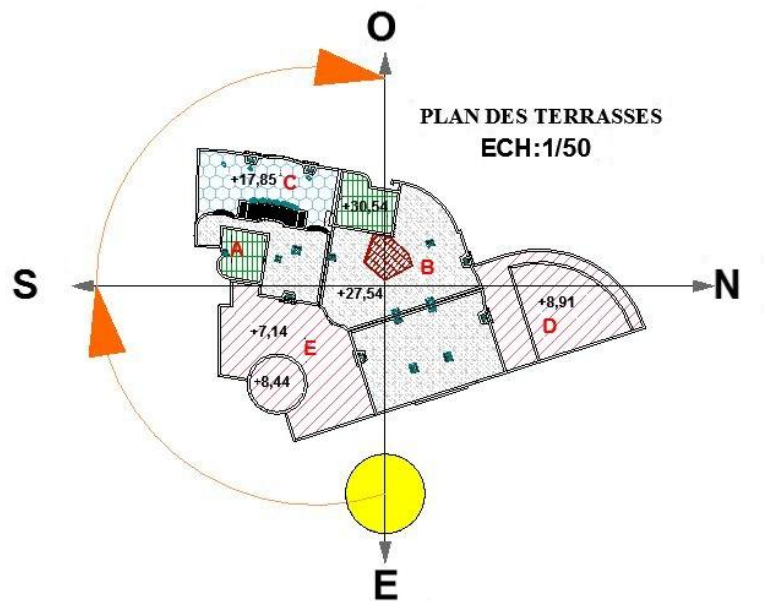 O
PLAN DES TERRASSES
ECH:1/50
+17,85 C
+30,54
A
B
S
N
+27,54
+8,91
D
+7,14
E
+8,44
E